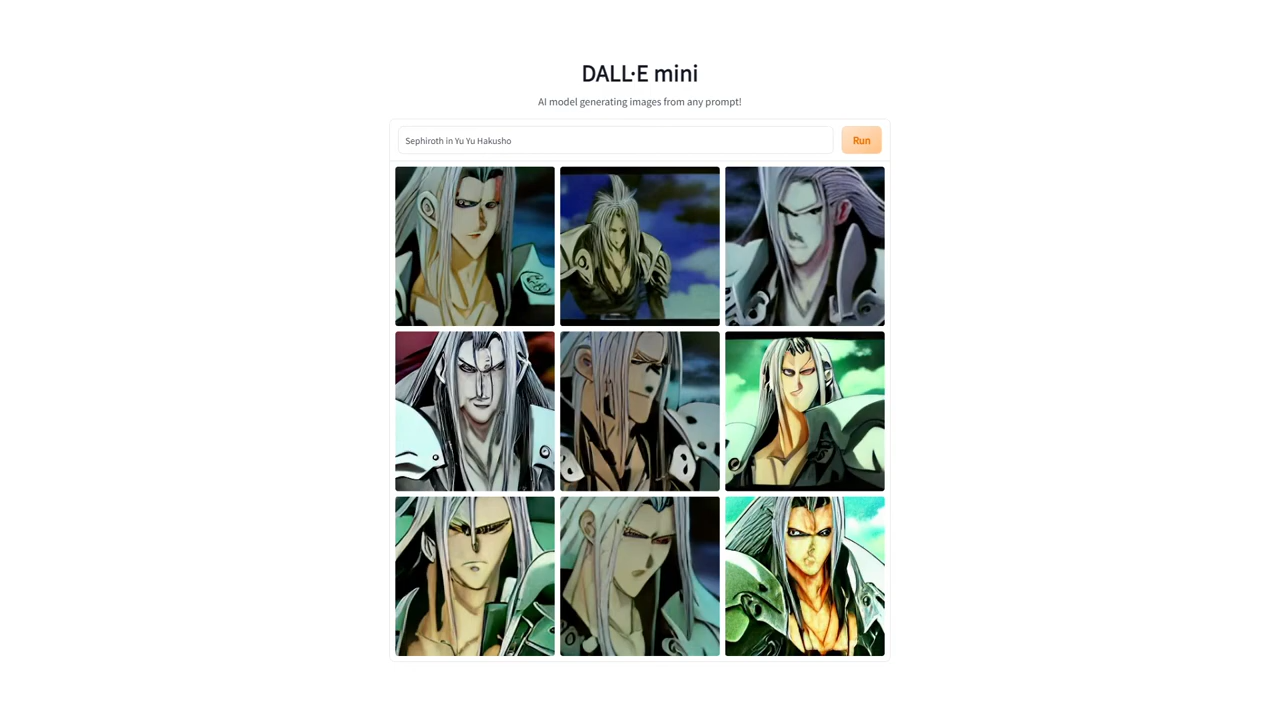 DALL·E mini
AI model generating images from any prompt!
Sephiroth in Yu Yu Hakusho
Run